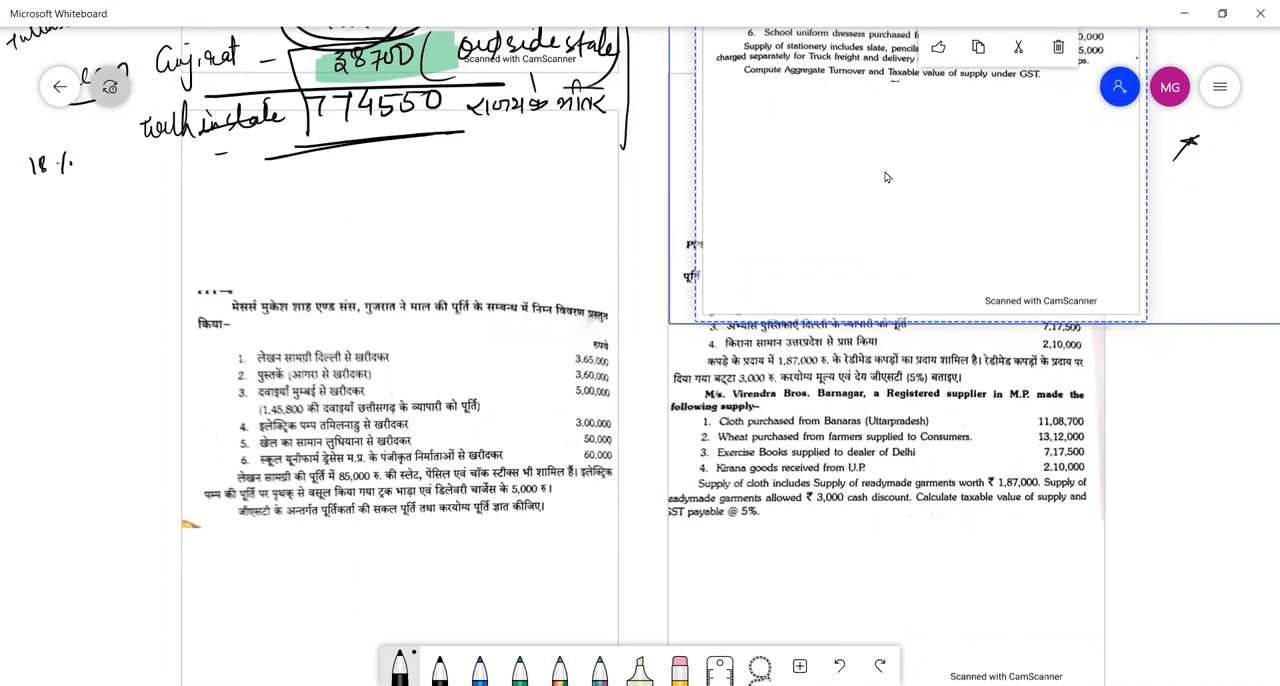 Microsoft Whiteboard
Gujrat - 38700 ( outside state
Scanned with CamScanner
within state 774550 राज्य के भीतर
18 %
6. School uniform dressess purchased f
0,000
Supply of stationery includes slate, pencils
5,000
charged separately for Truck freight and delivery
ps.
Compute Aggregate Turnover and Taxable value of supply under GST.
MG
Scanned with CamScanner
मेसर्स मुकेश शाह एण्ड संस, गुजरात ने माल की पूर्ति के सम्बन्ध में निम्न विवरण प्रस्तुत
किया–
रुपये
1. लेखन सामग्री दिल्ली से खरीदकर 3,65,000
2. पुस्तकें (आगरा से खरीदकर) 3,60,000
3. दवाइयाँ मुम्बई से खरीदकर 5,00,000
(1,45,800 की दवाइयाँ छत्तीसगढ़ के व्यापारी को पूर्ति)
4. इलेक्ट्रिक पम्प तमिलनाडु से खरीदकर 3,00,000
5. खेल का सामान लुधियाना से खरीदकर 50,000
6. स्कूल यूनीफार्म ड्रेसेस म.प्र. के पंजीकृत निर्माताओं से खरीदकर 60,000
लेखन सामग्री की पूर्ति में 85,000 रु. की स्लेट, पेंसिल एवं चॉक स्टीक्स भी शामिल हैं। इलेक्ट्रिक
पम्प की पूर्ति पर पृथक् से वसूल किया गया ट्रक भाड़ा एवं डिलेवरी चार्जेस के 5,000 रु।
जीएसटी के अन्तर्गत पूर्तिकर्ता की सकल पूर्ति तथा करयोग्य पूर्ति ज्ञात कीजिए।
पूर्ति
3. अभ्यास पुस्तिकाएँ दिल्ली के व्यापारी को पूर्ति 7,17,500
4. किराना सामान उत्तरप्रदेश से प्राप्त किया 2,10,000
कपड़े के प्रदाय में 1,87,000 रु. के रेडीमेड कपड़ों का प्रदाय शामिल है। रेडीमेड कपड़ों के प्रदाय पर
दिया गया बट्टा 3,000 रु. करयोग्य मूल्य एवं देय जीएसटी (5%) बताइए।
M/s. Virendra Bros. Barnagar, a Registered supplier in M.P. made the
following supply–
1. Cloth purchased from Banaras (Uttarpradesh) 11,08,700
2. Wheat purchased from farmers supplied to Consumers. 13,12,000
3. Exercise Books supplied to dealer of Delhi 7,17,500
4. Kirana goods received from U.P. 2,10,000
Supply of cloth includes Supply of readymade garments worth ₹ 1,87,000. Supply of
eadymade garments allowed ₹ 3,000 cash discount. Calculate taxable value of supply and
ST payable @ 5%.
Scanned with CamScanner